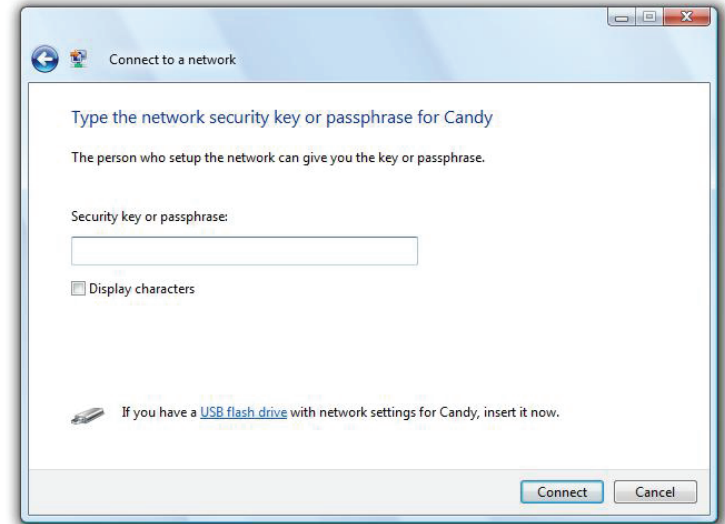 Connect to a network
Type the network security key or passphrase for Candy
The person who setup the network can give you the key or passphrase.
Security key or passphrase:
Display characters
If you have a USB flash drive with network settings for Candy, insert it now.
Connect Cancel